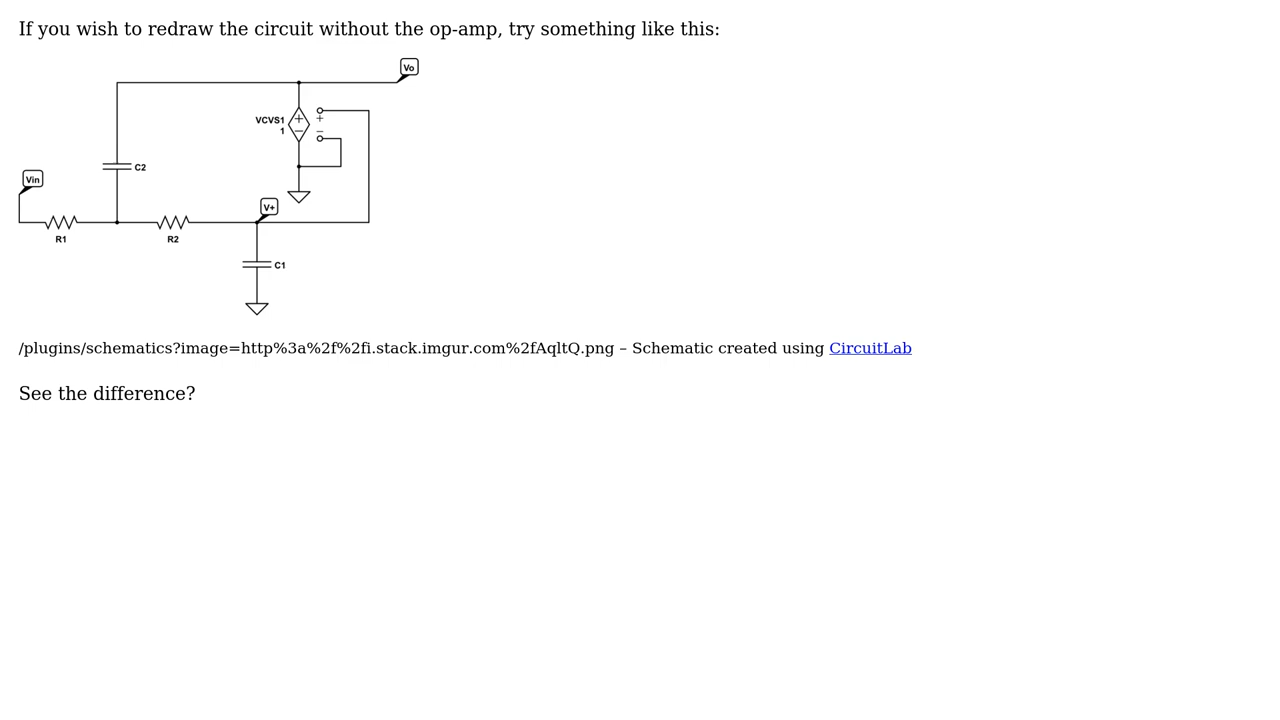 If you wish to redraw the circuit without the op-amp, try something like this:
Vo
VCVS1
+
+
1
−
−
C2
Vin
V+
R1
R2
C1
/plugins/schematics?image=http%3a%2f%2fi.stack.imgur.com%2fAqltQ.png – Schematic created using CircuitLab
See the difference?